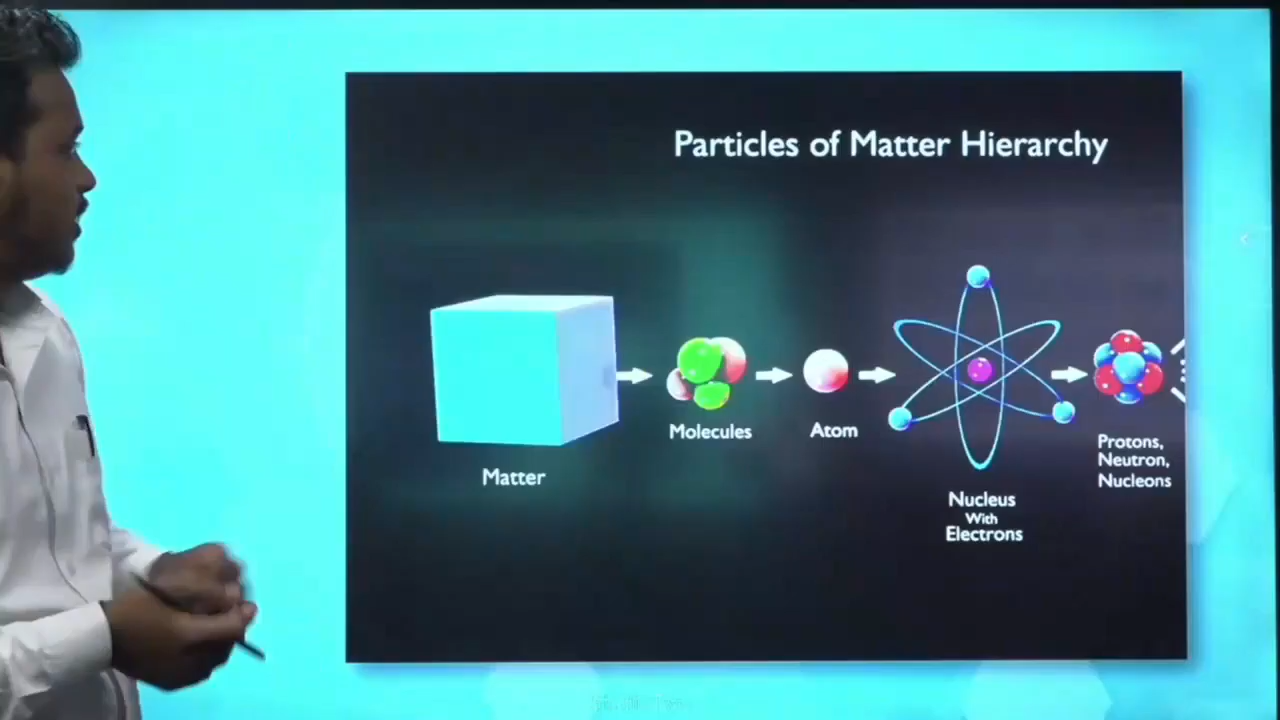 Particles of Matter Hierarchy
Matter
Molecules
Atom
Nucleus
With
Electrons
Protons,
Neutron,
Nucleons